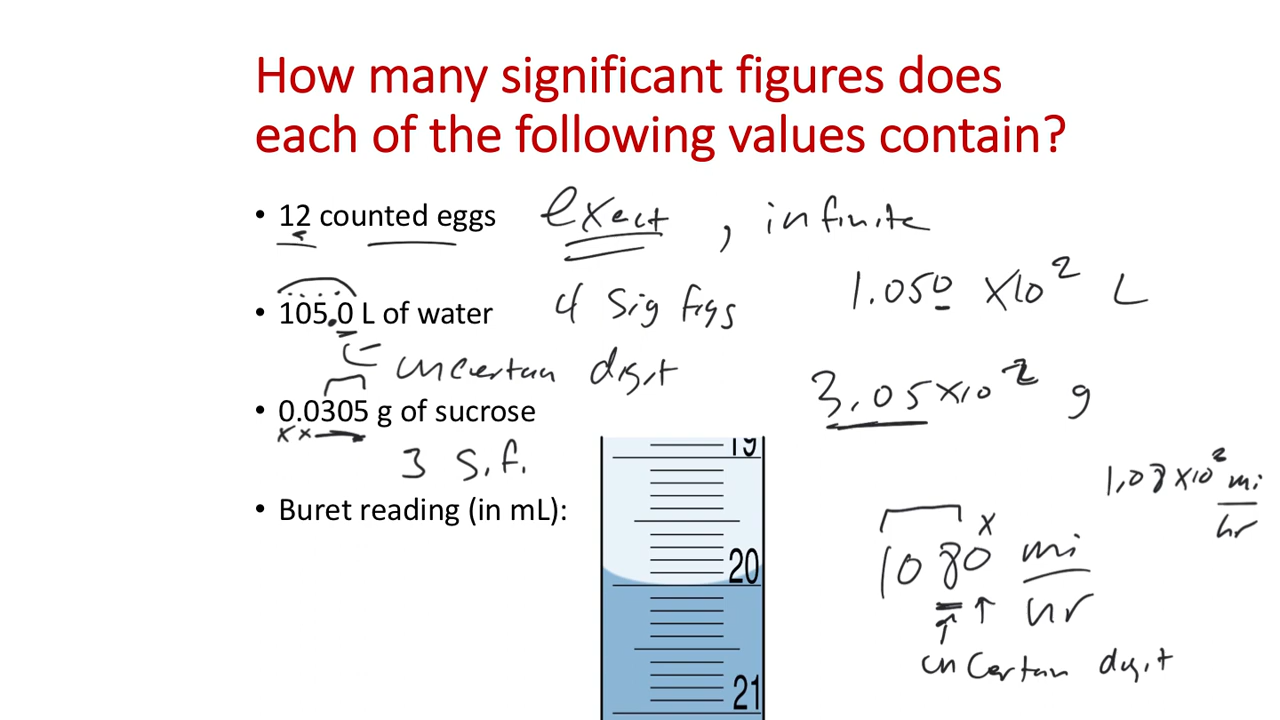 How many significant figures does
each of the following values contain?
• 12 counted eggs exact , infinite
• 105.0 L of water 4 sig figs 1.050 x10² L
uncertain digit
• 0.0305 g of sucrose 3.05x10⁻² g
3 s.f.
19
• Buret reading (in mL):
20
21
1.08x10² mi
hr
x
1080 mi
hr
uncertain digit